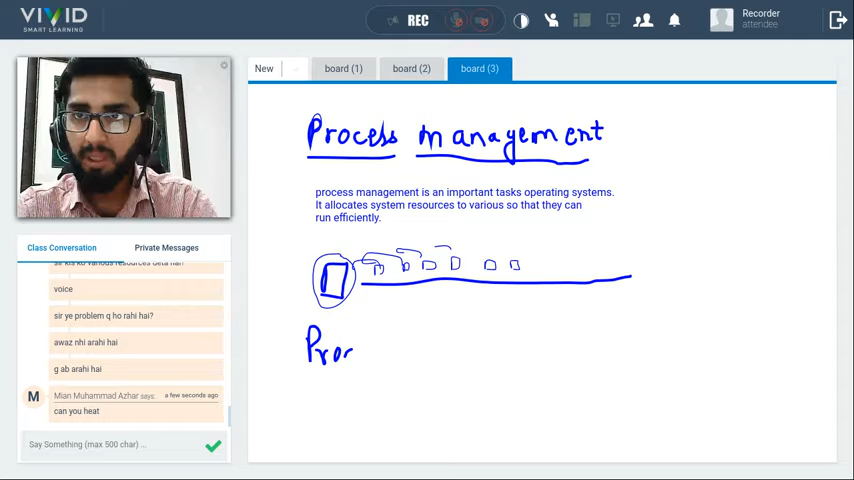 VIVID
SMART LEARNING
REC
Recorder
attendee
New
board (1)
board (2)
board (3)
Process management
process management is an important tasks operating systems.
It allocates system resources to various so that they can
run efficiently.
Pror
Class Conversation
Private Messages
voice
sir ye problem q ho rahi hai?
awaz nhi arahi hai
g ab arahi hai
M
Mian Muhammad Azhar says:
a few seconds ago
can you heat
Say Something (max 500 char) ...